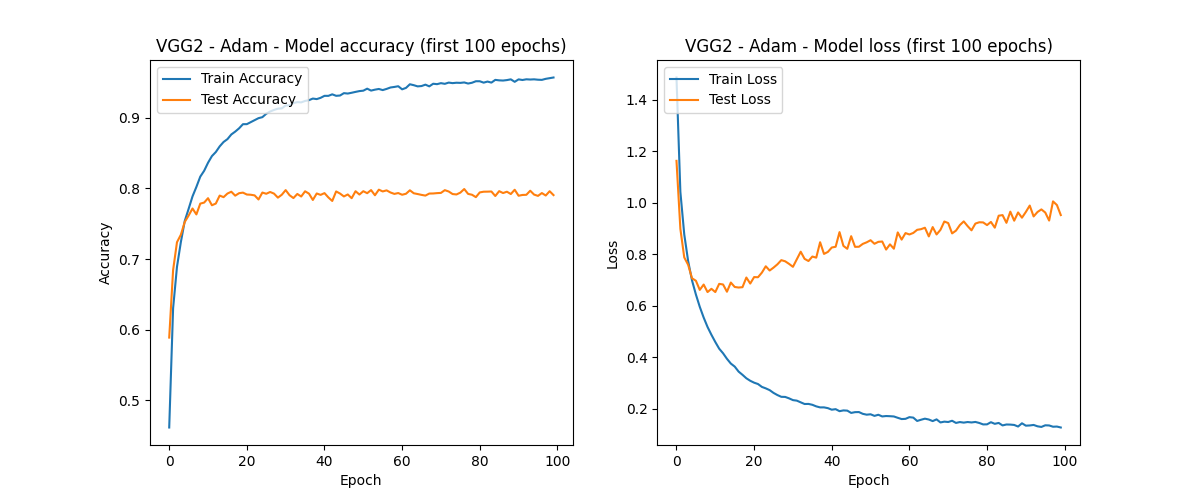 VGG2 - Adam - Model accuracy (first 100 epochs)
Train Accuracy
Test Accuracy
0.9
0.8
0.7
0.6
0.5
Accuracy
0
20
40
60
80
100
Epoch
VGG2 - Adam - Model loss (first 100 epochs)
Train Loss
Test Loss
1.4
1.2
1.0
0.8
0.6
0.4
0.2
Loss
0
20
40
60
80
100
Epoch